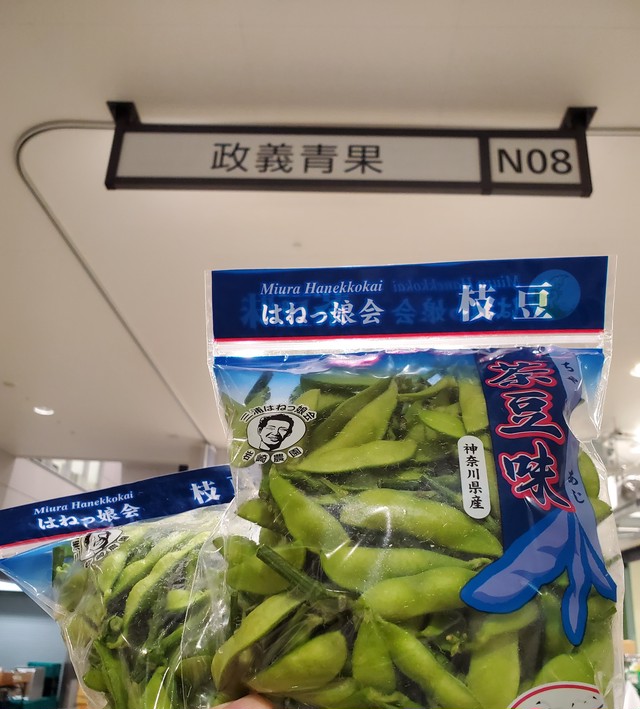 政義青果 N08
Miura Hanekkokai
はねっ娘会
枝豆
茶豆味
ちゃ
あじ
三浦はねっ娘会
岩崎農園
神奈川県産
Miura Hanekkokai
はねっ娘会
枝豆